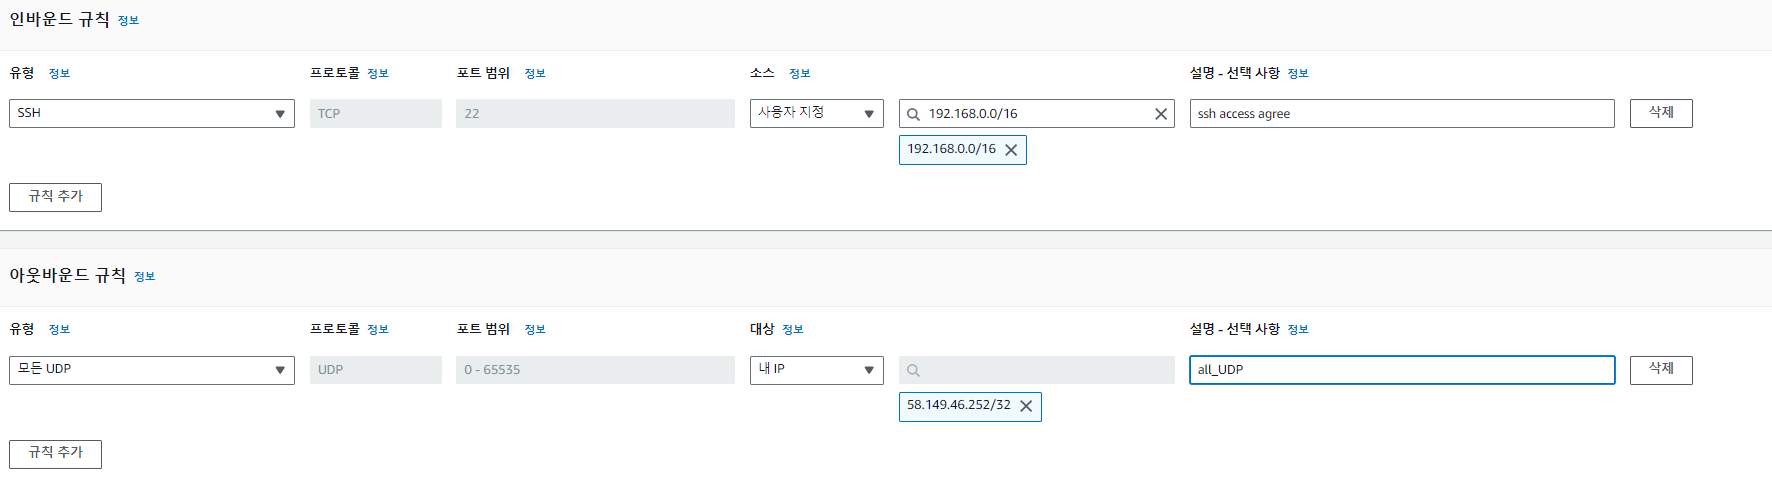 인바운드 규칙 정보
유형 정보 프로토콜 정보 포트 범위 정보 소스 정보 설명 - 선택 사항 정보
SSH TCP 22 사용자 지정 192.168.0.0/16 ssh access agree 삭제
192.168.0.0/16
규칙 추가
아웃바운드 규칙 정보
유형 정보 프로토콜 정보 포트 범위 정보 대상 정보 설명 - 선택 사항 정보
모든 UDP UDP 0 - 65535 내 IP all_UDP 삭제
58.149.46.252/32
규칙 추가